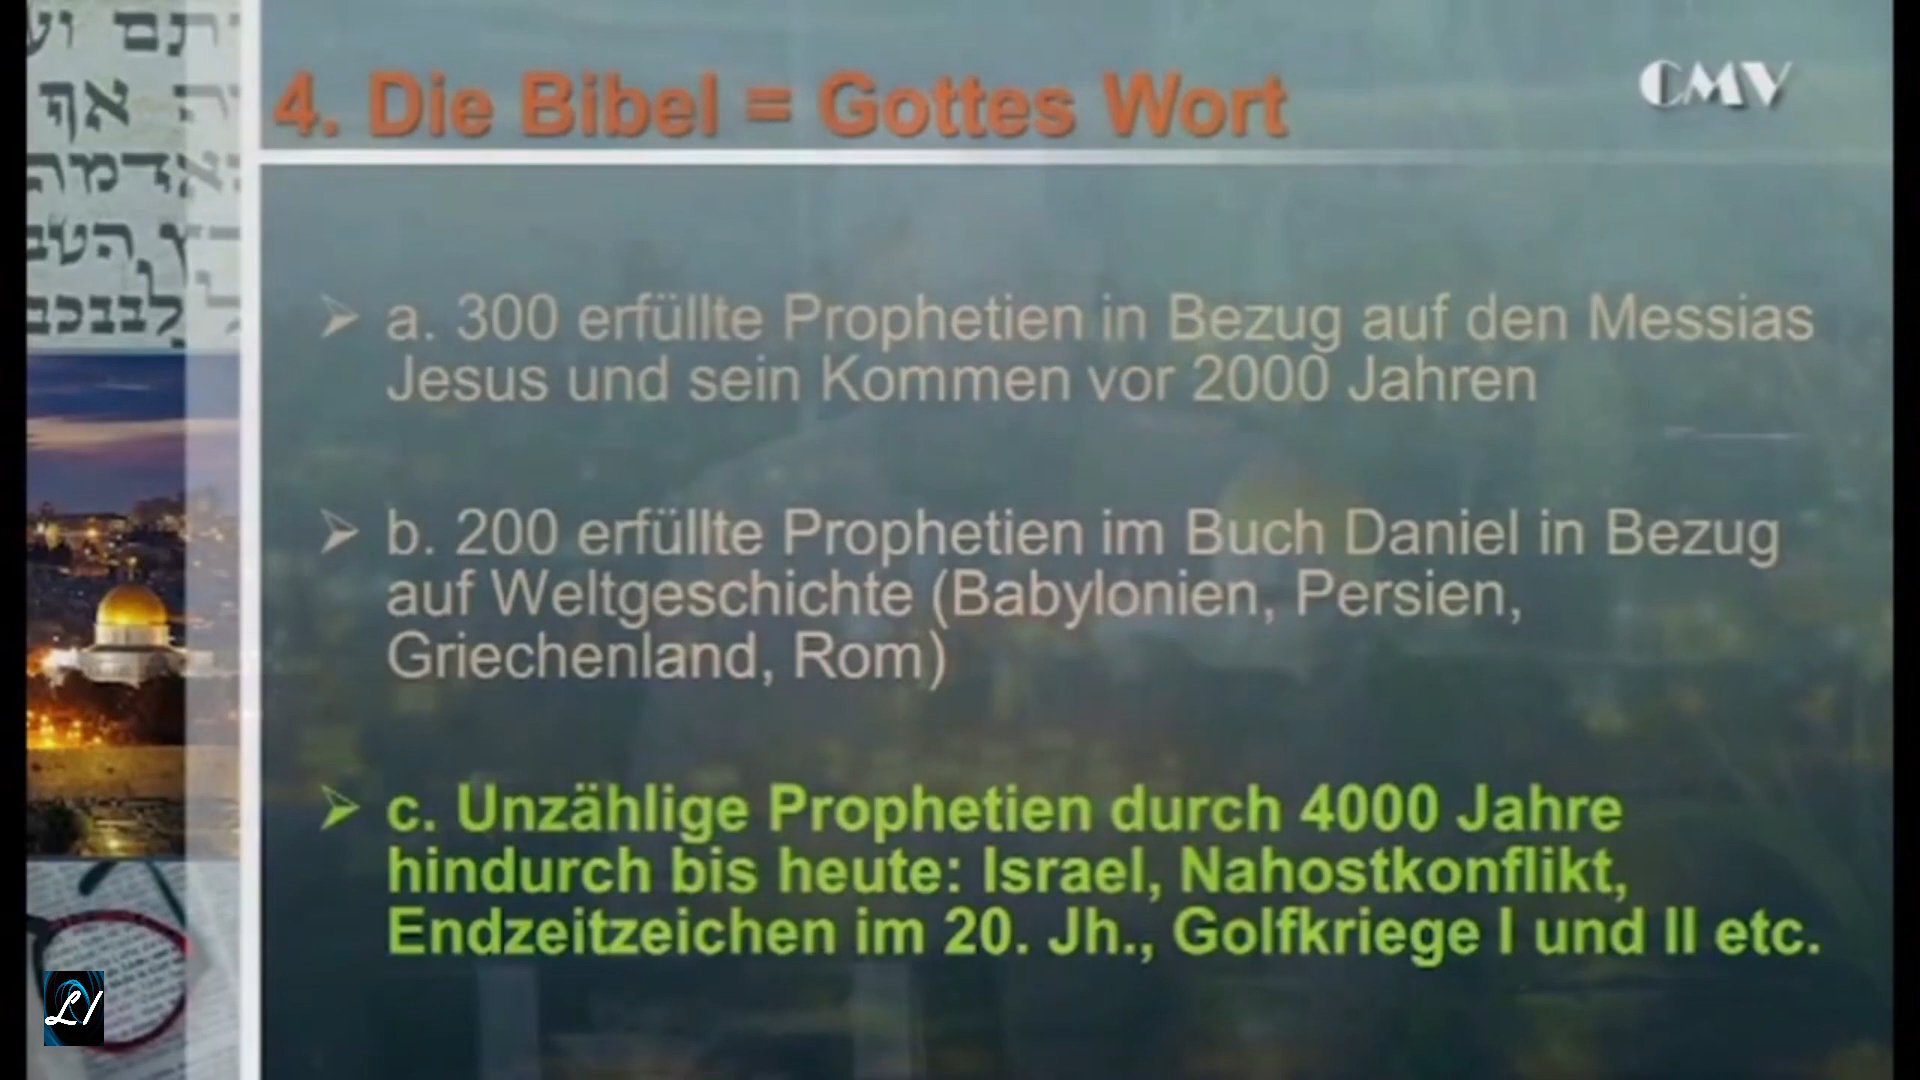 4. Die Bibel = Gottes Wort
CMV
a. 300 erfüllte Prophetien in Bezug auf den Messias
Jesus und sein Kommen vor 2000 Jahren
b. 200 erfüllte Prophetien im Buch Daniel in Bezug
auf Weltgeschichte (Babylonien, Persien,
Griechenland, Rom)
c. Unzählige Prophetien durch 4000 Jahre
hindurch bis heute: Israel, Nahostkonflikt,
Endzeitzeichen im 20. Jh., Golfkriege I und II etc.